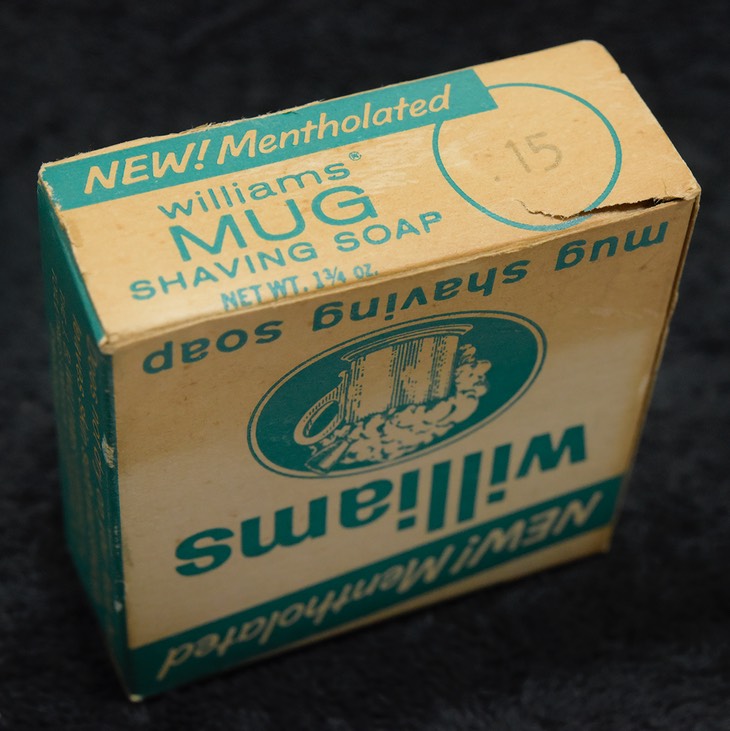 NEW! Mentholated
williams®
MUG
SHAVING SOAP
NET WT. 1¾ OZ.
.15
NEW! Mentholated
williams
mug shaving soap